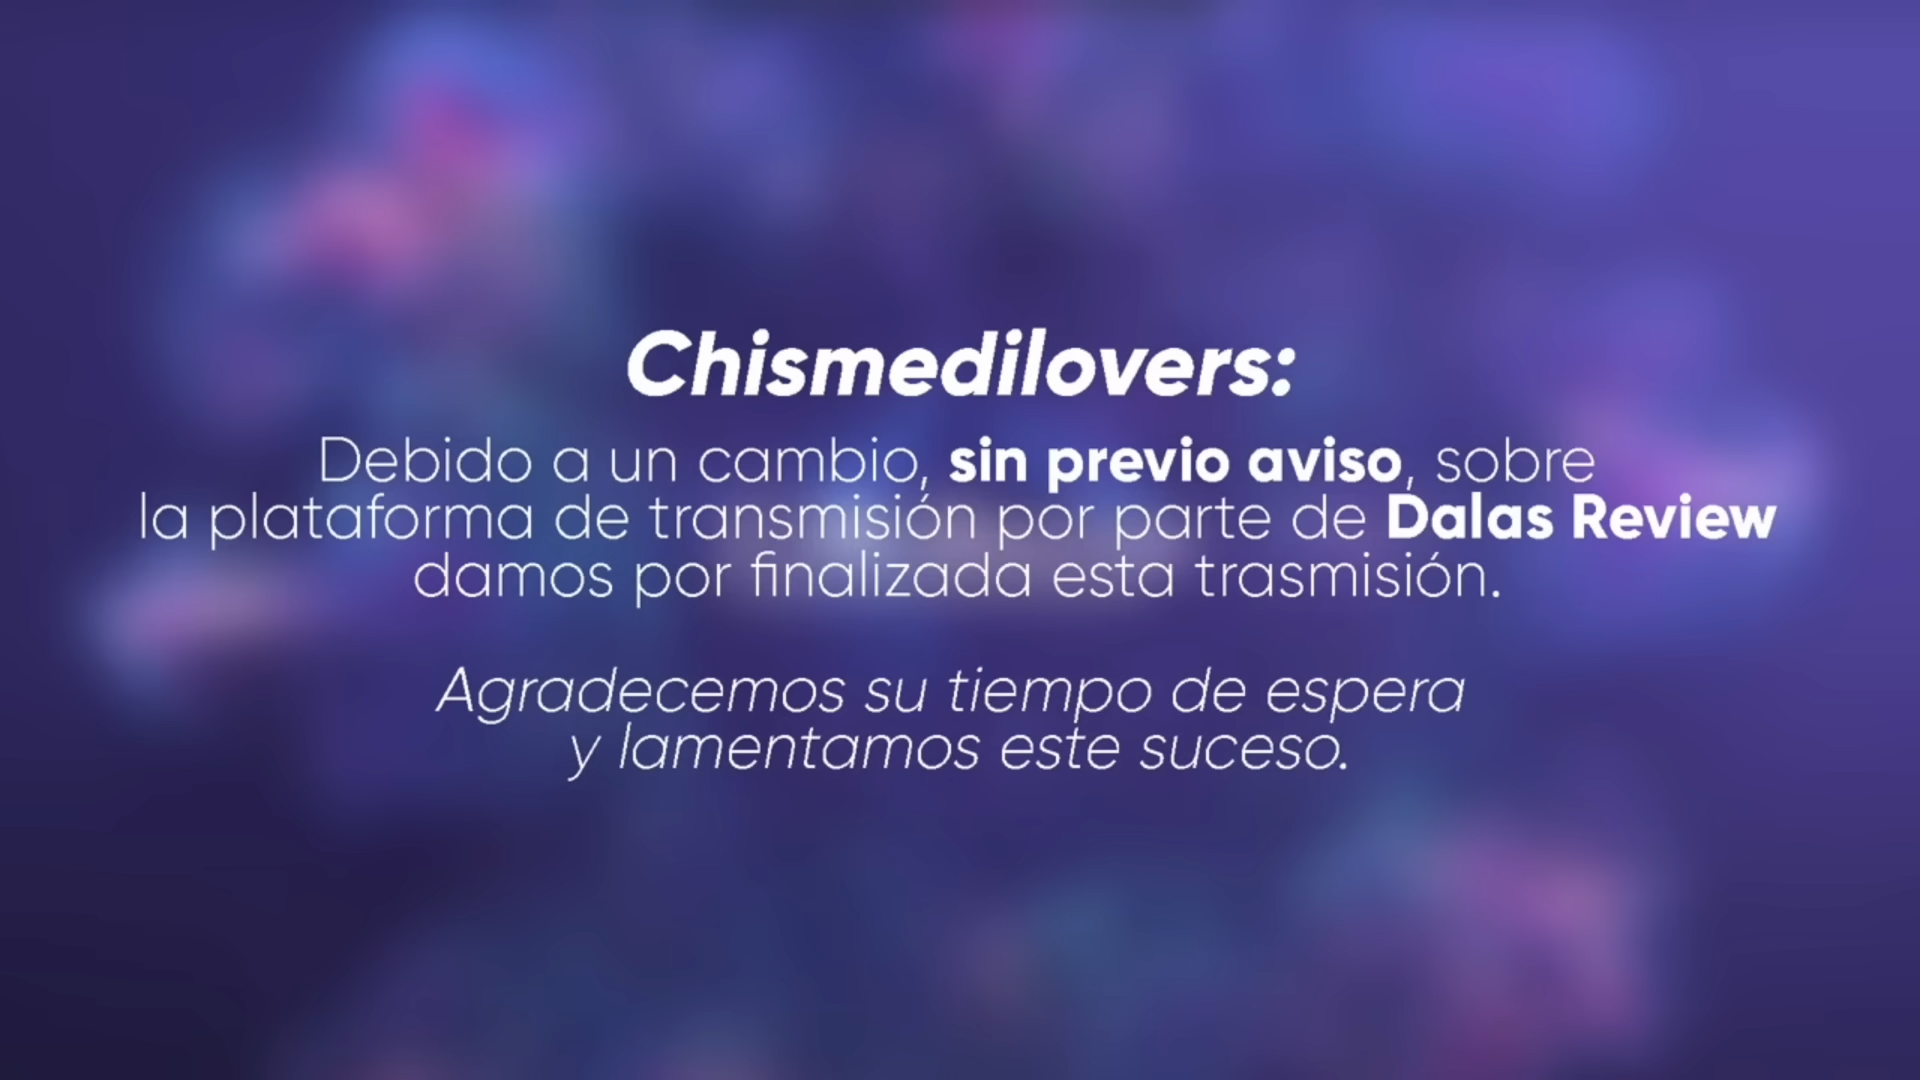 Chismedilovers:
Debido a un cambio, sin previo aviso, sobre
la plataforma de transmisión por parte de Dalas Review
damos por finalizada esta trasmisión.
Agradecemos su tiempo de espera
y lamentamos este suceso.